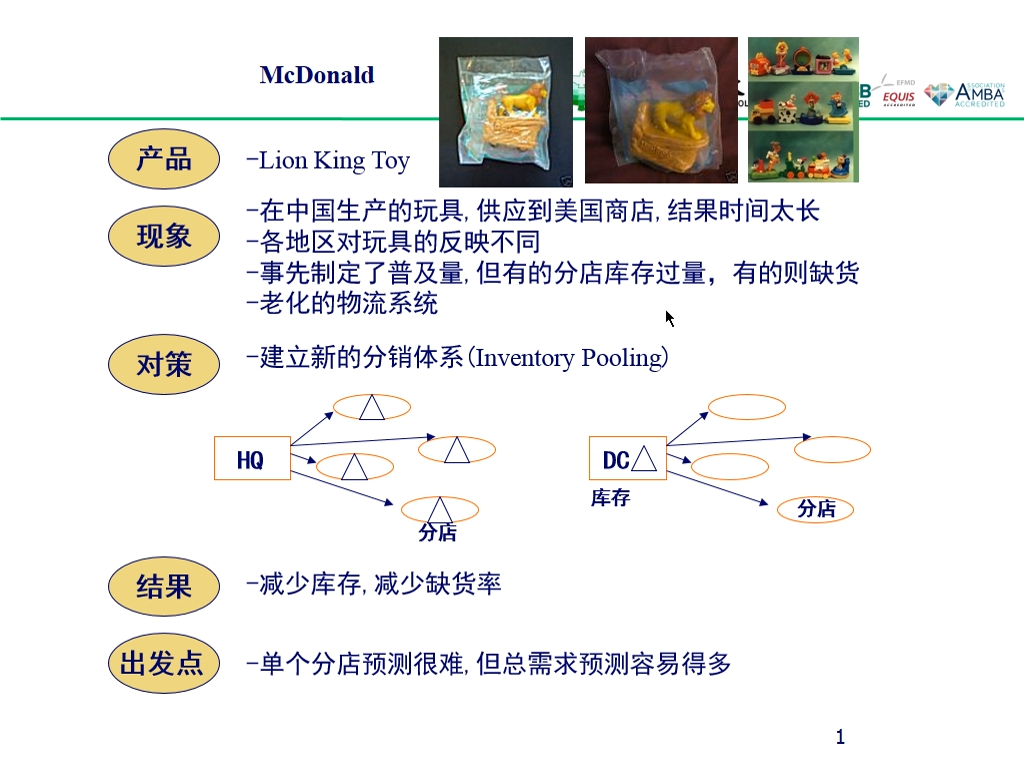 McDonald
B
EFMD
EQUIS
ACCREDITED
ASSOCIATION
AMBA
ACCREDITED
产品
-Lion King Toy
现象
-在中国生产的玩具, 供应到美国商店, 结果时间太长
-各地区对玩具的反映不同
-事先制定了普及量, 但有的分店库存过量，有的则缺货
-老化的物流系统
对策
-建立新的分销体系(Inventory Pooling)
HQ
分店
DC
库存
分店
结果
-减少库存, 减少缺货率
出发点
-单个分店预测很难, 但总需求预测容易得多
1